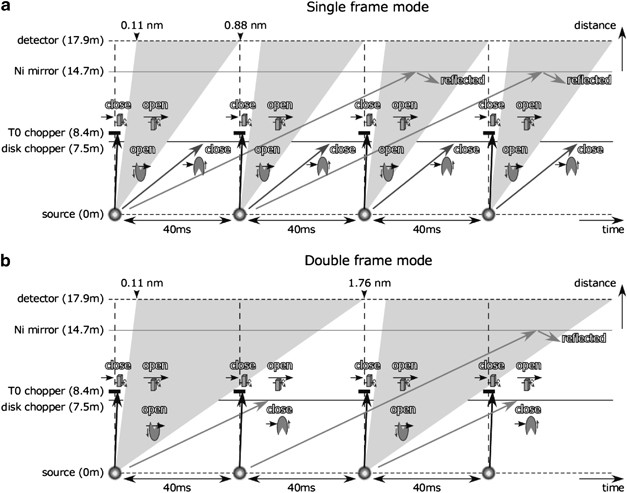 a
Single frame mode
0.11 nm
0.88 nm
distance
detector (17.9m)
Ni mirror (14.7m)
reflected
reflected
close open
close open
close open
close open
T0 chopper (8.4m)
disk chopper (7.5m)
open close
open close
open close
open close
source (0m)
40ms
40ms
40ms
time
b
Double frame mode
0.11 nm
1.76 nm
distance
detector (17.9m)
Ni mirror (14.7m)
reflected
close open
close open
close open
close open
T0 chopper (8.4m)
disk chopper (7.5m)
open
close
open
close
source (0m)
40ms
40ms
40ms
time